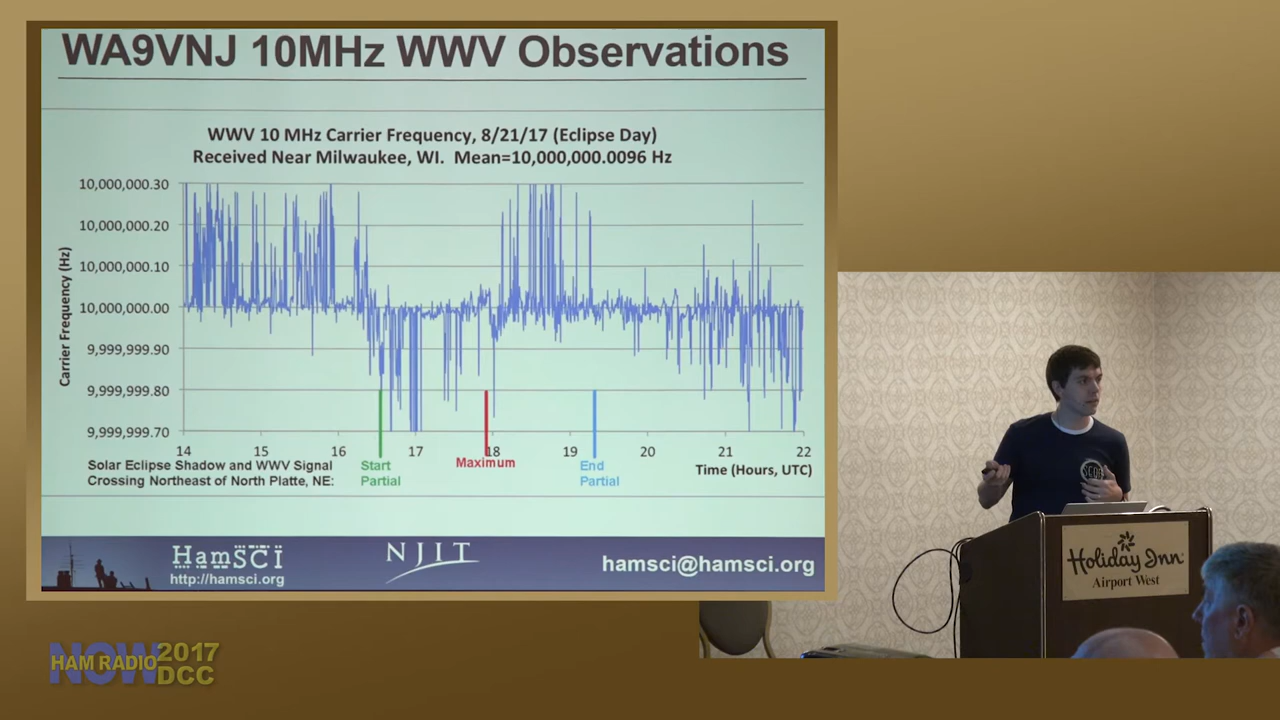 WA9VNJ 10MHz WWV Observations
WWV 10 MHz Carrier Frequency, 8/21/17 (Eclipse Day)
Received Near Milwaukee, WI. Mean=10,000,000.0096 Hz
Carrier Frequency (Hz)
10,000,000.30
10,000,000.20
10,000,000.10
10,000,000.00
9,999,999.90
9,999,999.80
9,999,999.70
14 15 16 17 18 19 20 21 22
Time (Hours, UTC)
Solar Eclipse Shadow and WWV Signal
Crossing Northeast of North Platte, NE:
Start
Partial
Maximum
End
Partial
HamSCI
http://hamsci.org
NJIT
hamsci@hamsci.org
Holiday Inn
Airport West
NOW
HAM RADIO 2017
DCC